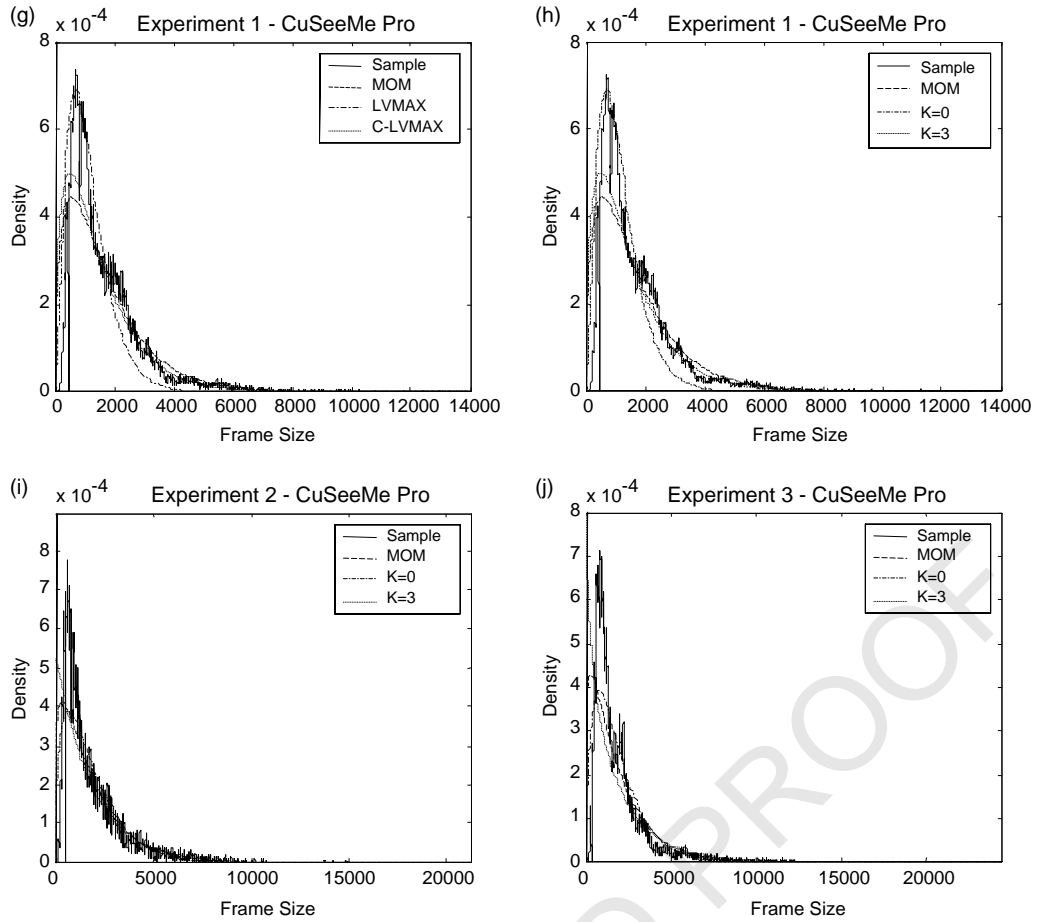 (g)
x 10-4
Experiment 1 - CuSeeMe Pro
8
6
4
2
0
Density
Sample
MOM
LVMAX
C-LVMAX
0 2000 4000 6000 8000 10000 12000 14000
Frame Size
(h)
x 10-4
Experiment 1 - CuSeeMe Pro
8
6
4
2
0
Density
Sample
MOM
K=0
K=3
0 2000 4000 6000 8000 10000 12000 14000
Frame Size
(i)
x 10-4
Experiment 2 - CuSeeMe Pro
8
7
6
5
4
3
2
1
0
Density
Sample
MOM
K=0
K=3
0 5000 10000 15000 20000
Frame Size
(j)
x 10-4
Experiment 3 - CuSeeMe Pro
8
7
6
5
4
3
2
1
0
Density
Sample
MOM
K=0
K=3
0 5000 10000 15000 20000
Frame Size
D PROOF